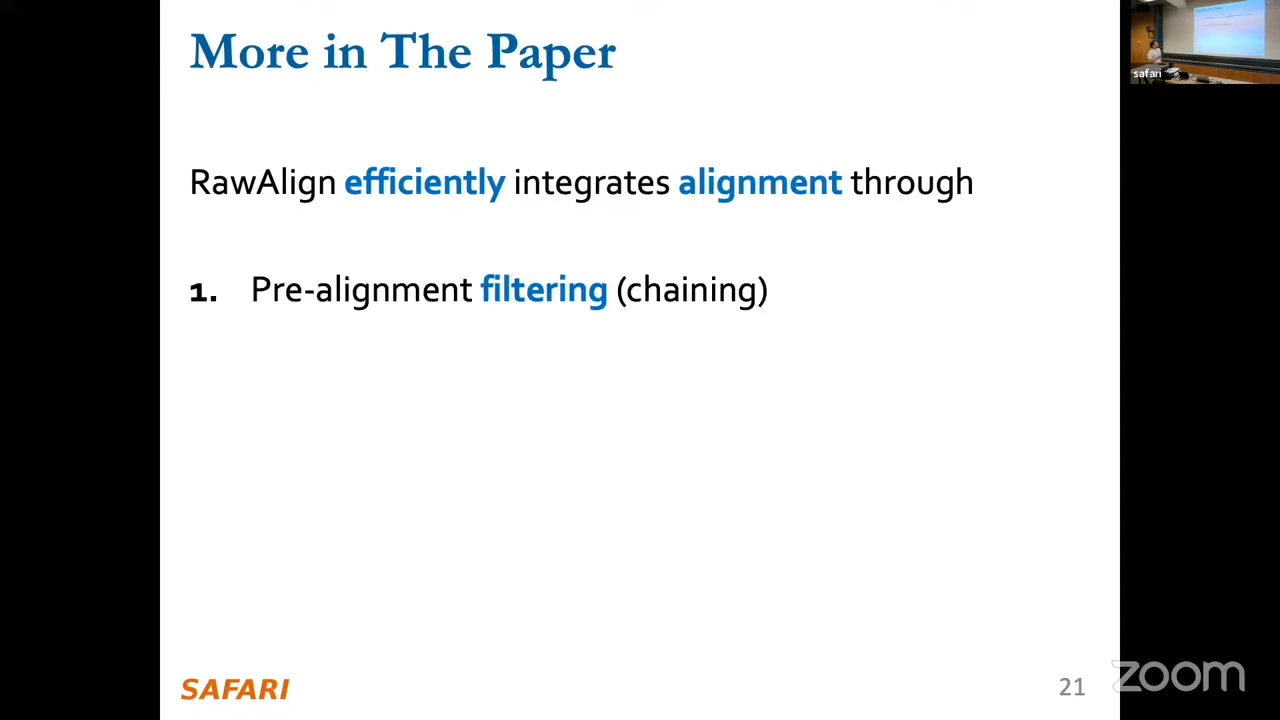 More in The Paper
safari
RawAlign efficiently integrates alignment through
1. Pre-alignment filtering (chaining)
SAFARI
21
zoom